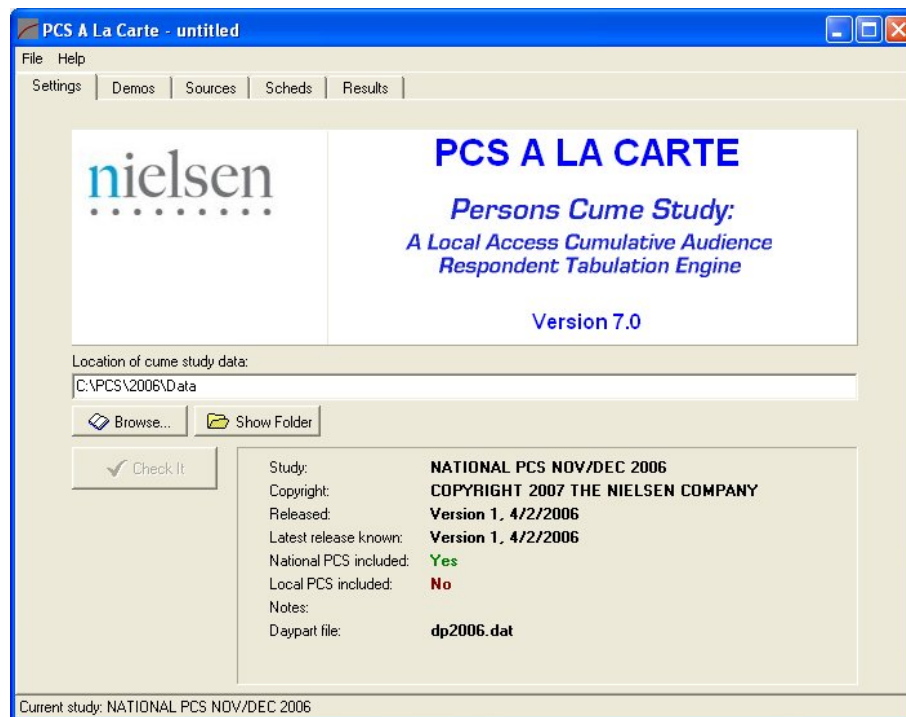 PCS A La Carte - untitled
File Help
Settings Demos Sources Scheds Results
nielsen
PCS A LA CARTE
Persons Cume Study:
A Local Access Cumulative Audience
Respondent Tabulation Engine
Version 7.0
Location of cume study data:
C:\PCS\2006\Data
Browse... Show Folder
Check It
Study: NATIONAL PCS NOV/DEC 2006
Copyright: COPYRIGHT 2007 THE NIELSEN COMPANY
Released: Version 1, 4/2/2006
Latest release known: Version 1, 4/2/2006
National PCS included: Yes
Local PCS included: No
Notes:
Daypart file: dp2006.dat
Current study: NATIONAL PCS NOV/DEC 2006